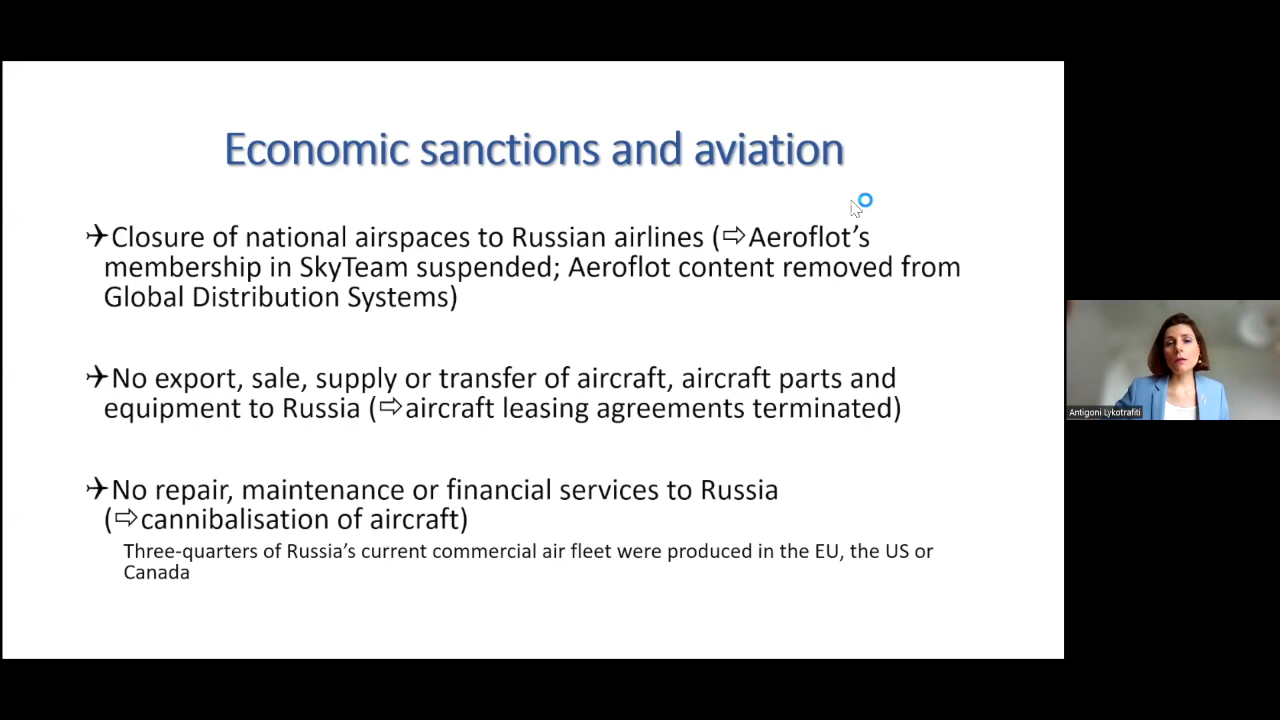 Economic sanctions and aviation
✈Closure of national airspaces to Russian airlines (⇨Aeroflot’s
membership in SkyTeam suspended; Aeroflot content removed from
Global Distribution Systems)
✈No export, sale, supply or transfer of aircraft, aircraft parts and
equipment to Russia (⇨aircraft leasing agreements terminated)
✈No repair, maintenance or financial services to Russia
(⇨cannibalisation of aircraft)
Three-quarters of Russia’s current commercial air fleet were produced in the EU, the US or
Canada
Antigoni Lykotrafiti